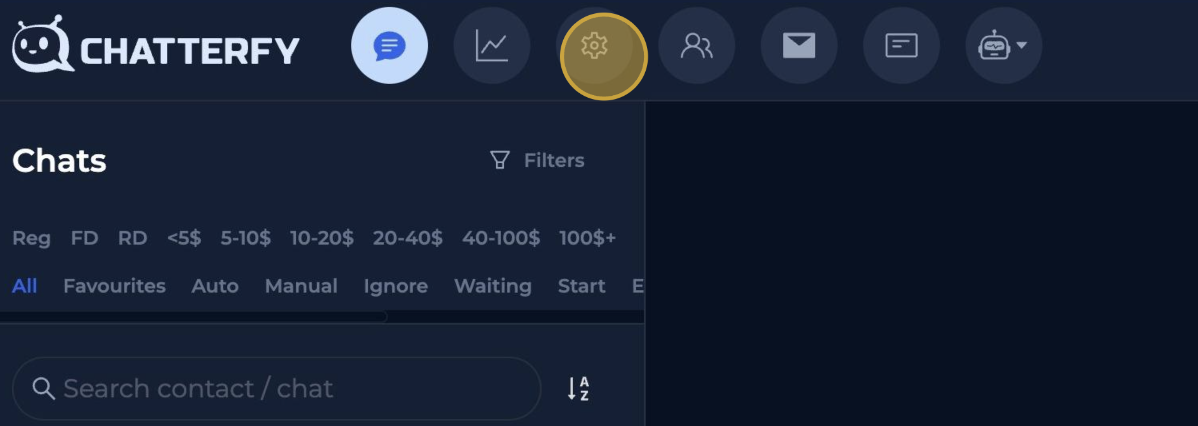 CHATTERFY
Chats
Filters
Reg FD RD <5$ 5-10$ 10-20$ 20-40$ 40-100$ 100$+
All Favourites Auto Manual Ignore Waiting Start E
Search contact / chat
A
Z